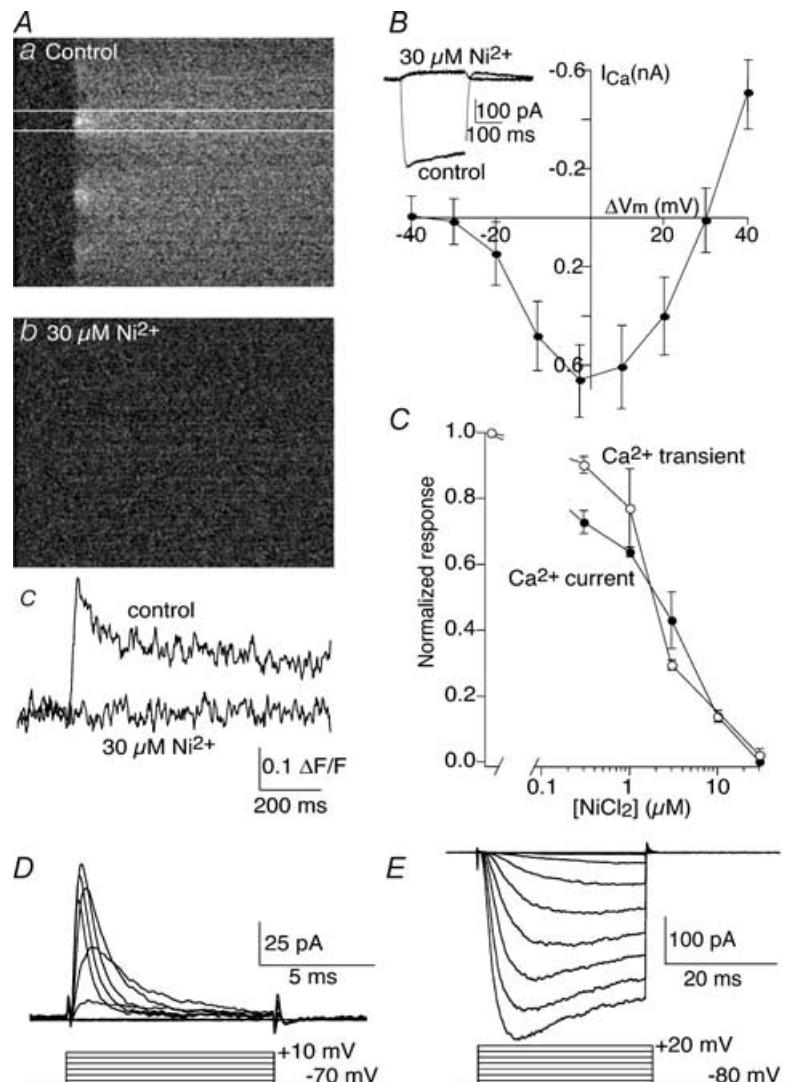 A
a Control
b 30 µM Ni2+
c
control
30 µM Ni2+
0.1 ΔF/F
200 ms
B
30 µM Ni2+
100 pA
100 ms
control
-0.6
ICa(nA)
-0.2
ΔVm (mV)
-40
-20
20
40
0.2
0.6
C
1.0
0.8
0.6
0.4
0.2
0.0
Normalized response
Ca2+ transient
Ca2+ current
0.1
1
10
[NiCl2] (µM)
D
25 pA
5 ms
+10 mV
-70 mV
E
100 pA
20 ms
+20 mV
-80 mV